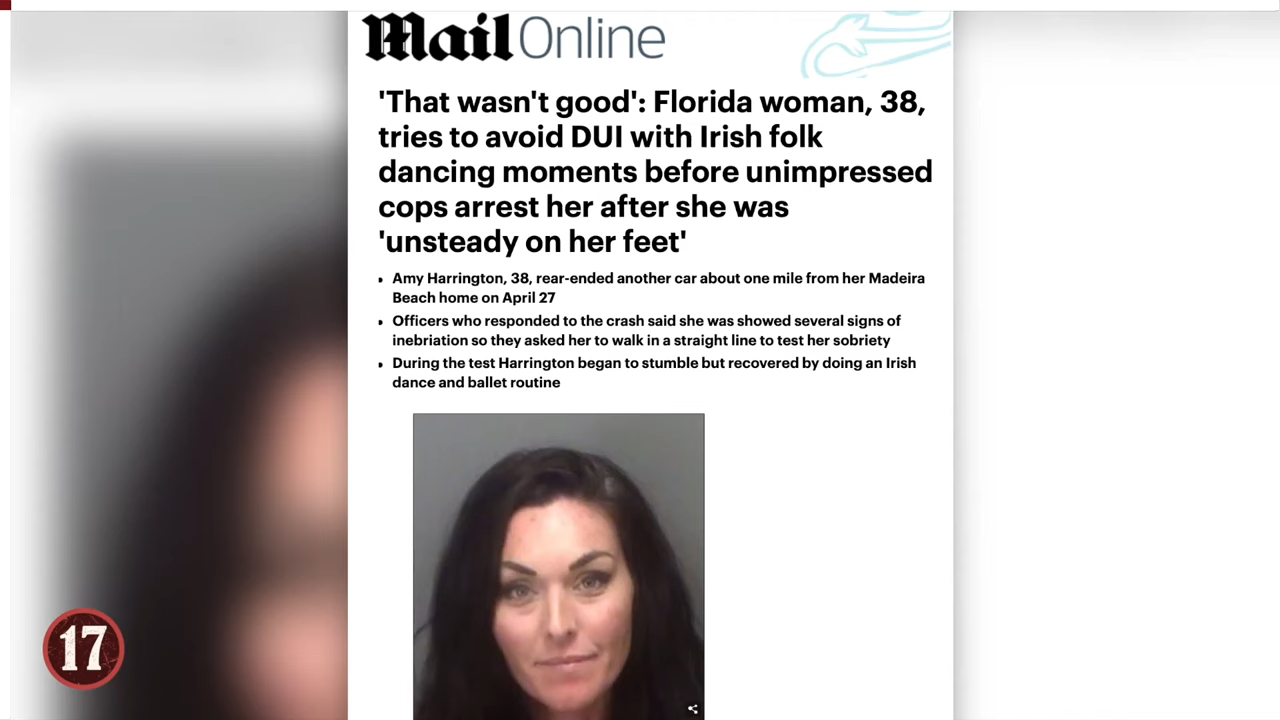 Mail Online
'That wasn't good': Florida woman, 38,
tries to avoid DUI with Irish folk
dancing moments before unimpressed
cops arrest her after she was
'unsteady on her feet'
• Amy Harrington, 38, rear-ended another car about one mile from her Madeira
Beach home on April 27
• Officers who responded to the crash said she was showed several signs of
inebriation so they asked her to walk in a straight line to test her sobriety
• During the test Harrington began to stumble but recovered by doing an Irish
dance and ballet routine
17